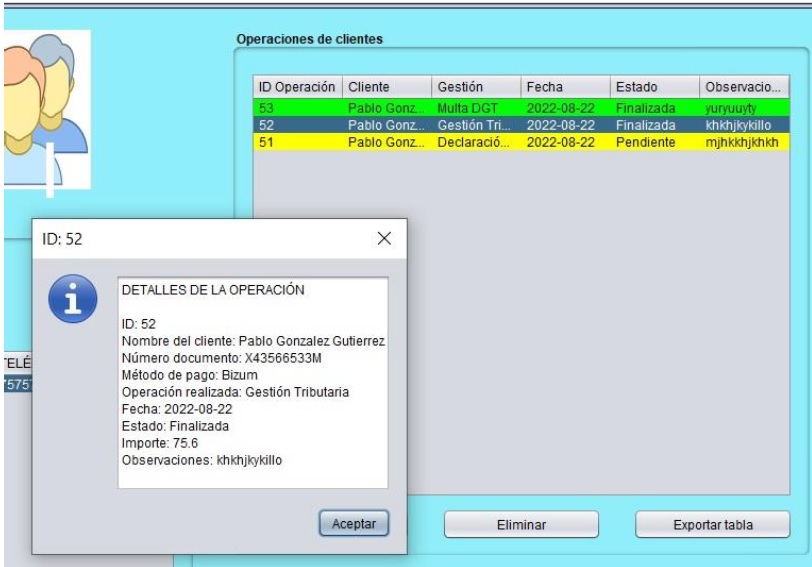 Operaciones de clientes
ID Operación Cliente Gestión Fecha Estado Observacio...
53 Pablo Gonz... Multa DGT 2022-08-22 Finalizada yuryuuyty
52 Pablo Gonz... Gestión Tri... 2022-08-22 Finalizada khkhjkykillo
51 Pablo Gonz... Declaració... 2022-08-22 Pendiente mjhkkhjkhkh
ID: 52
DETALLES DE LA OPERACIÓN
ID: 52
Nombre del cliente: Pablo Gonzalez Gutierrez
Número documento: X43566533M
Método de pago: Bizum
Operación realizada: Gestión Tributaria
Fecha: 2022-08-22
Estado: Finalizada
Importe: 75.6
Observaciones: khkhjkykillo
Aceptar
TELÉ
7575
Eliminar
Exportar tabla